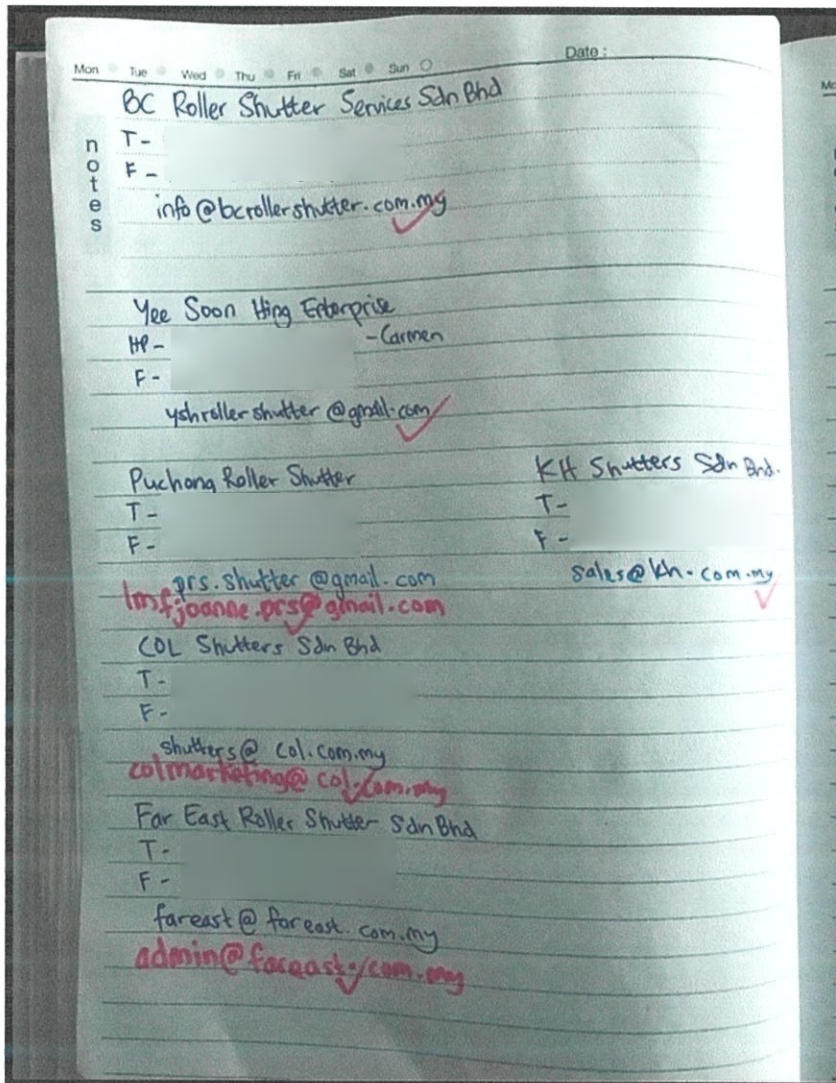 Mon Tue Wed Thu Fri Sat Sun Date :
notes
BC Roller Shutter Services Sdn Bhd
T-
F -
info@bcrollershutter.com.my
Yee Soon Hing Enterprise
HP - -Carmen
F -
yshrollershutter@gmail.com
Puchong Roller Shutter
T -
F -
prs.shutter@gmail.com
lmfjoanne.prs@gmail.com
KH Shutters Sdn Bhd.
T-
F -
sales@kh-com.my
COL Shutters Sdn Bhd
T -
F -
shutters@col.com.my
colmarketing@col.com.my
Far East Roller Shutter Sdn Bhd
T-
F -
fareast@fareast.com.my
admin@fareast.com.my